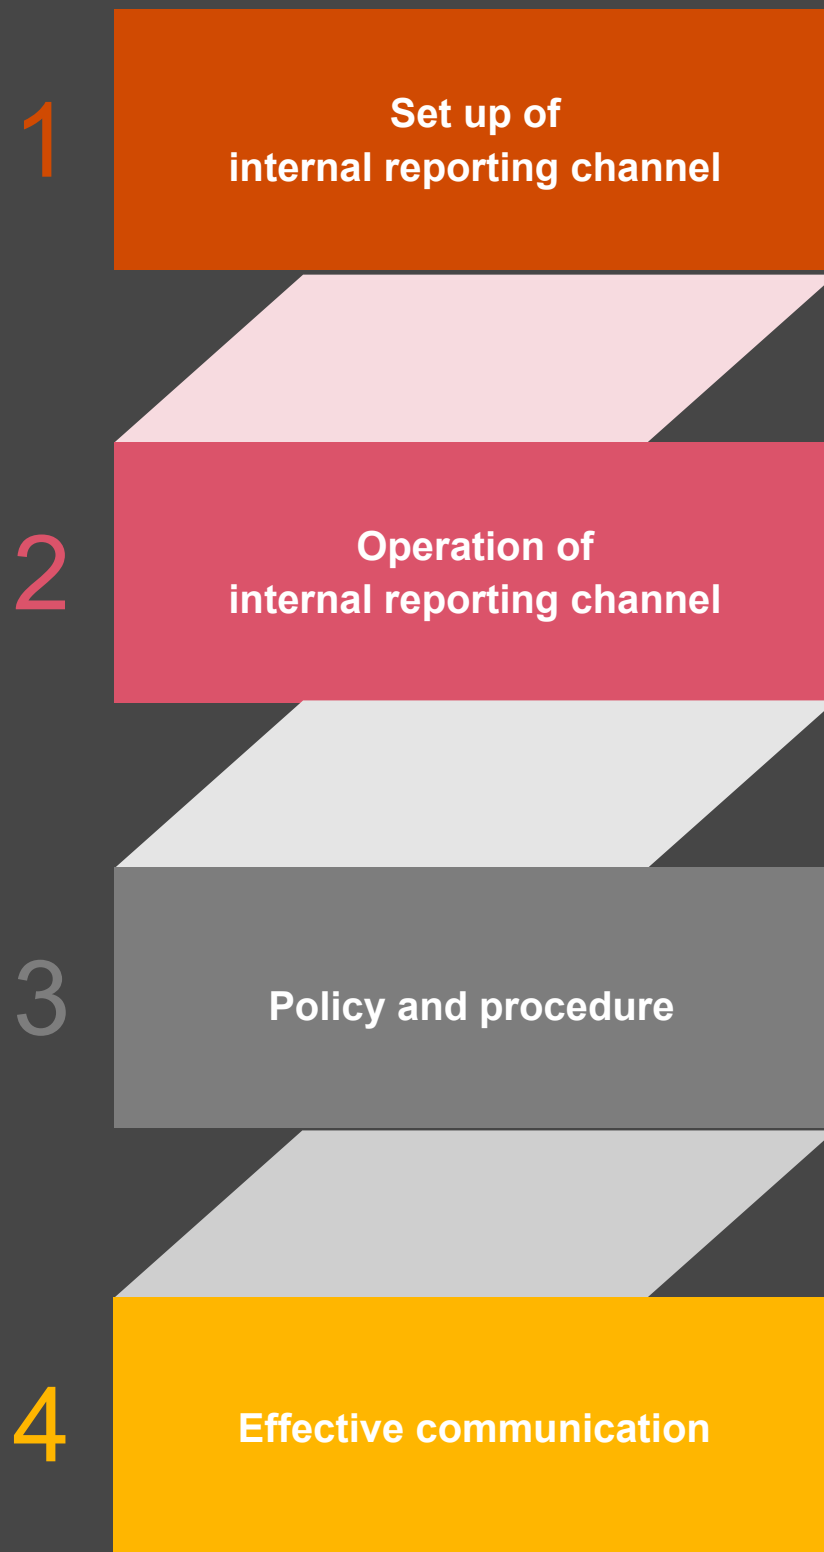 1
Set up of
internal reporting channel
2
Operation of
internal reporting channel
3
Policy and procedure
4
Effective communication